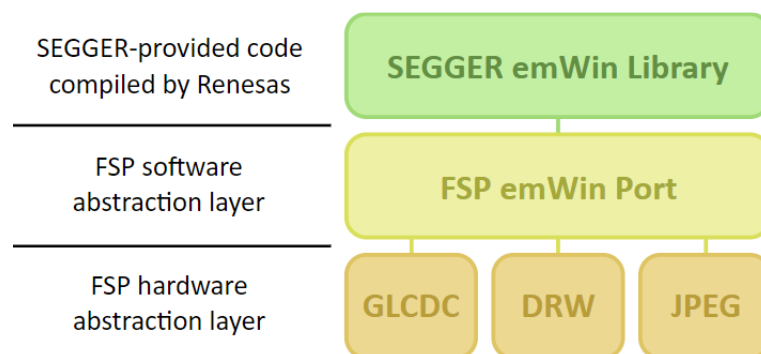 SEGGER-provided code
compiled by Renesas
SEGGER emWin Library
FSP software
abstraction layer
FSP emWin Port
FSP hardware
abstraction layer
GLCDC
DRW
JPEG